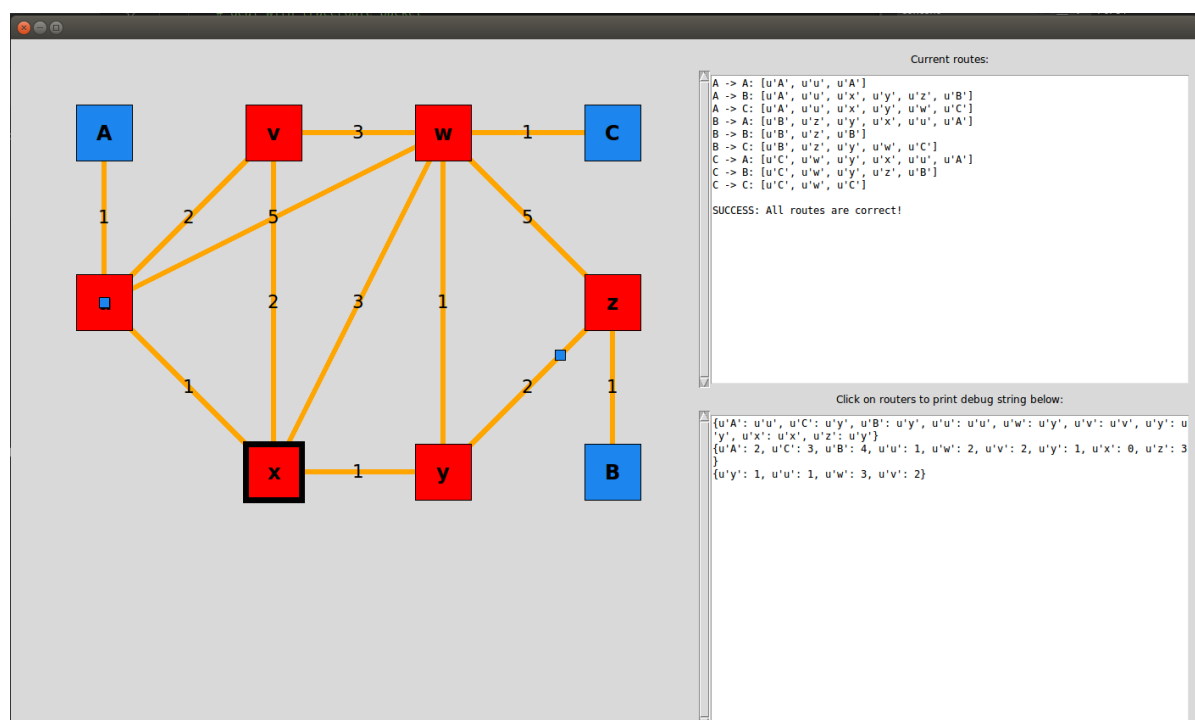 Current routes:
A -> A: [u'A', u'u', u'A']
A -> B: [u'A', u'u', u'x', u'y', u'z', u'B']
A -> C: [u'A', u'u', u'x', u'y', u'w', u'C']
B -> A: [u'B', u'z', u'y', u'x', u'u', u'A']
B -> B: [u'B', u'z', u'B']
B -> C: [u'B', u'z', u'y', u'w', u'C']
C -> A: [u'C', u'w', u'y', u'x', u'u', u'A']
C -> B: [u'C', u'w', u'y', u'z', u'B']
C -> C: [u'C', u'w', u'C']
SUCCESS: All routes are correct!
A v 3 w 1 C
1 2 5 5
z
2 3 1
1 2 1
x 1 y B
Click on routers to print debug string below:
{u'A': u'u', u'C': u'y', u'B': u'y', u'u': u'u', u'w': u'y', u'v': u'v', u'y': u
'y', u'x': u'x', u'z': u'y'}
{u'A': 2, u'C': 3, u'B': 4, u'u': 1, u'w': 2, u'v': 2, u'y': 1, u'x': 0, u'z': 3
}
{u'y': 1, u'u': 1, u'w': 3, u'v': 2}